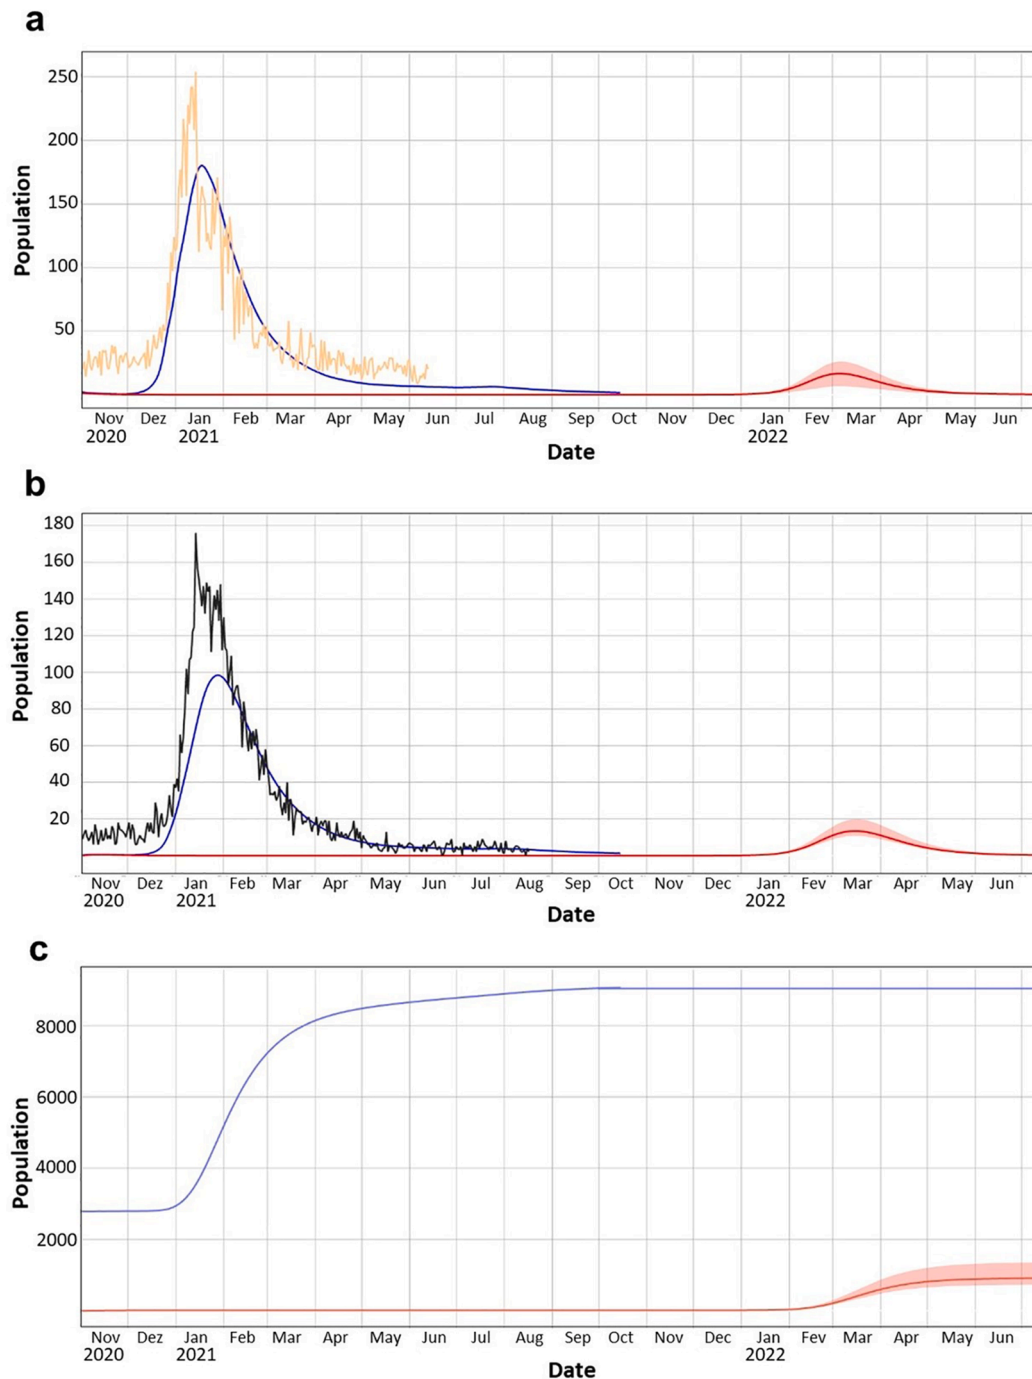 a
250
200
150
100
50
Population
Nov Dez Jan Feb Mar Apr May Jun Jul Aug Sep Oct Nov Dec Jan Fev Mar Apr May Jun
2020 2021 2022
Date
b
180
160
140
120
100
80
60
40
20
Population
Nov Dez Jan Feb Mar Apr May Jun Jul Aug Sep Oct Nov Dec Jan Fev Mar Apr May Jun
2020 2021 2022
Date
c
8000
6000
4000
2000
Population
Nov Dez Jan Feb Mar Apr May Jun Jul Aug Sep Oct Nov Dec Jan Fev Mar Apr May Jun
2020 2021 2022
Date